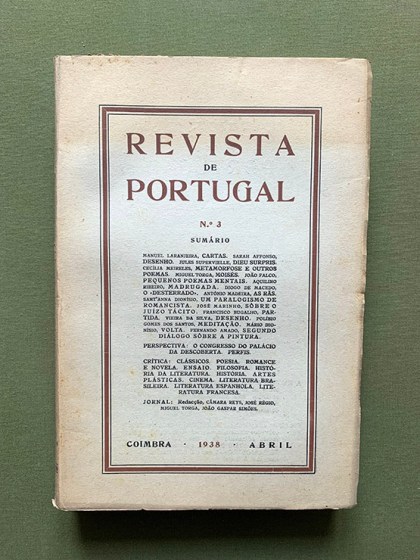 REVISTA
DE
PORTUGAL
N.º 3
SUMÁRIO
MANUEL LARANJEIRA, CARTAS. SARAH AFFONSO,
DESENHO. JULES SUPERVIELLE, DIEU SURPRIS.
CECÍLIA MEIRELES, METAMORFOSE E OUTROS
POEMAS. MIGUEL TORGA, MOISÉS. JOÃO FALCO,
PEQUENOS POEMAS MENTAIS. AQUILINO
RIBEIRO, MADRUGADA. DIOGO DE MACEDO,
O «DESTERRADO». ANTÓNIO MADEIRA, AS RÃS.
SANT'ANNA DIONÍSIO, UM PARALOGISMO DE
ROMANCISTA. JOSÉ MARINHO, SÔBRE O
JUÍZO TÁCITO. FRANCISCO BUGALHO, PAR-
TIDA. VIEIRA DA SILVA, DESENHO. POLÍBIO
GOMES DOS SANTOS, MEDITAÇÃO. MÁRIO DIO-
NÍSIO, VOLTA. FERNANDO AMADO, SEGUNDO
DIÁLOGO SÔBRE A PINTURA.
PERSPECTIVA: O CONGRESSO DO PALÁCIO
DA DESCOBERTA. PERFIS.
CRÍTICA: CLÁSSICOS. POESIA. ROMANCE
E NOVELA. ENSAIO. FILOSOFIA. HISTÓ-
RIA DA LITERATURA. HISTÓRIA. ARTES
PLÁSTICAS. CINEMA. LITERATURA BRA-
SILEIRA. LITERATURA ESPANHOLA. LITE-
RATURA FRANCESA.
JORNAL: Redacção, CÂMARA REYS, JOSÉ RÉGIO,
MIGUEL TORGA, JOÃO GASPAR SIMÕES.
COIMBRA · 1938 · ABRIL